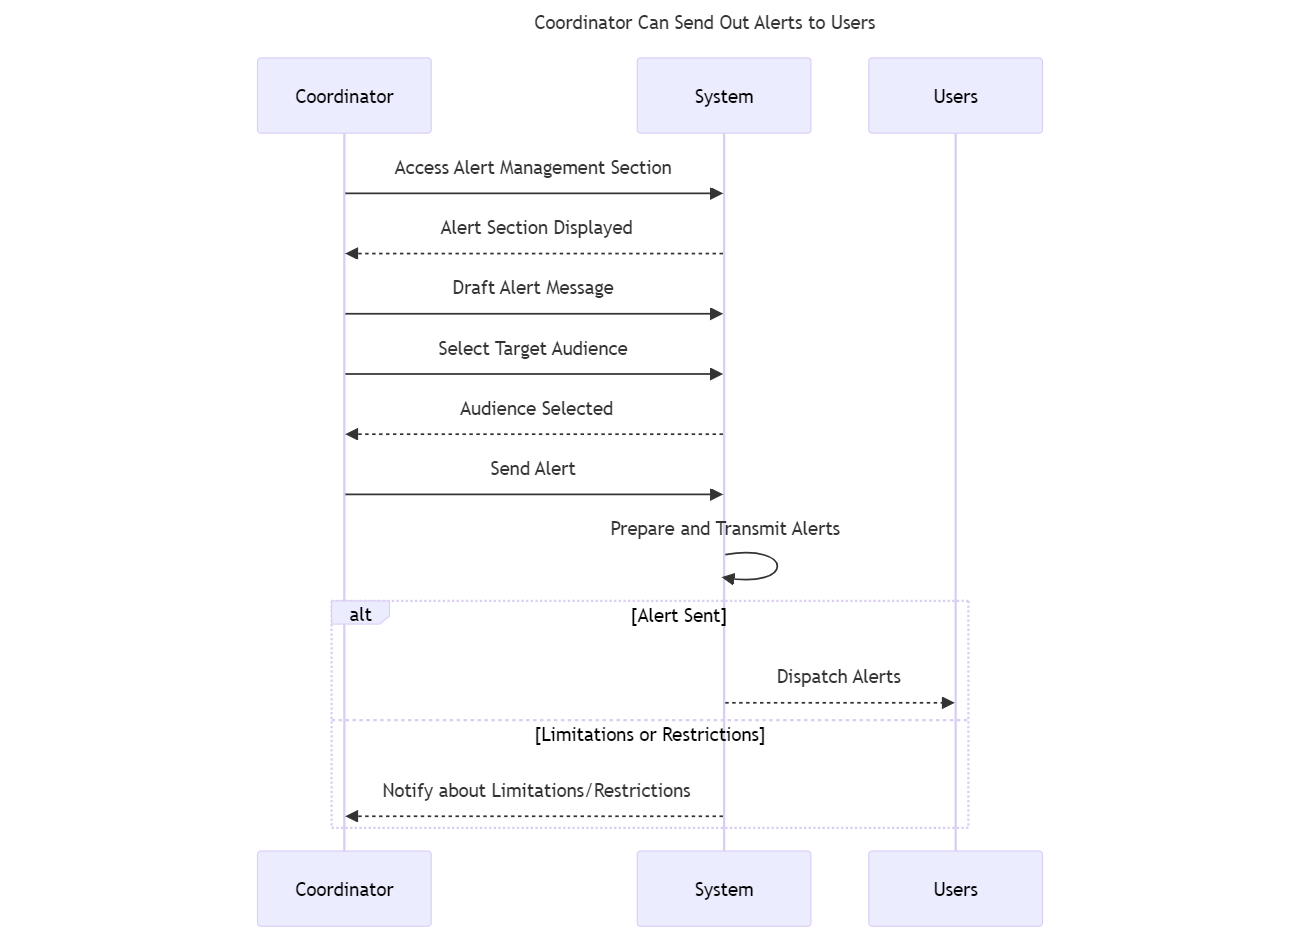 Coordinator Can Send Out Alerts to Users
Coordinator
System
Users
Access Alert Management Section
Alert Section Displayed
Draft Alert Message
Select Target Audience
Audience Selected
Send Alert
Prepare and Transmit Alerts
alt
[Alert Sent]
Dispatch Alerts
[Limitations or Restrictions]
Notify about Limitations/Restrictions
Coordinator
System
Users